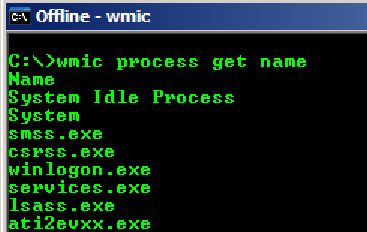 Offline - wmic
C:\>wmic process get name
Name
System Idle Process
System
smss.exe
csrss.exe
winlogon.exe
services.exe
lsass.exe
ati2evxx.exe